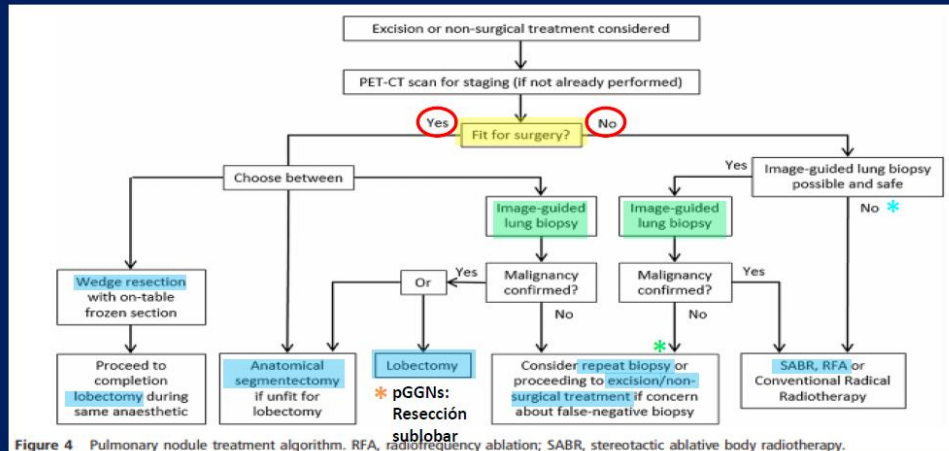 Excision or non-surgical treatment considered
PET-CT scan for staging (if not already performed)
Yes
Fit for surgery?
No
Choose between
Yes
Image-guided lung biopsy
possible and safe
No *
Image-guided
lung biopsy
Image-guided
lung biopsy
Wedge resection
with on-table
frozen section
Or
Yes
Malignancy
confirmed?
No
Malignancy
confirmed?
Yes
No
Proceed to
completion
lobectomy during
same anaesthetic
Anatomical
segmentectomy
if unfit for
lobectomy
Lobectomy
* pGGNs:
Resección
sublobar
*
Consider repeat biopsy or
proceeding to excision/non-
surgical treatment if concern
about false-negative biopsy
SABR, RFA or
Conventional Radical
Radiotherapy
Figure 4 Pulmonary nodule treatment algorithm. RFA, radiofrequency ablation; SABR, stereotactic ablative body radiotherapy.